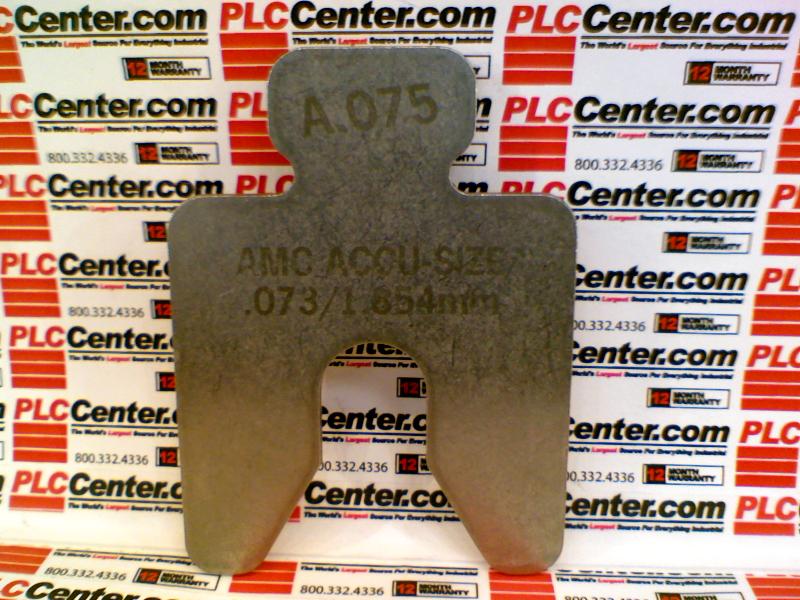 PLCCenter.com
The World's Largest Source For Everything Industrial
12 MONTH WARRANTY
800.332.4336
A.075
AMC ACCU-SIZE
.073/1.854mm